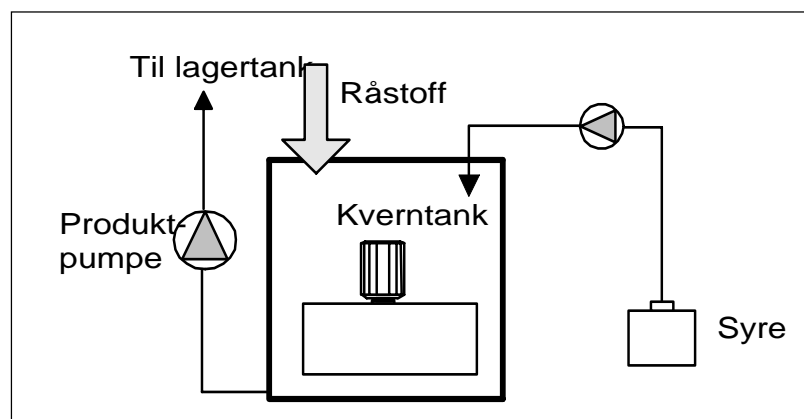 Til lagertank
Råstoff
Kverntank
Produkt-
pumpe
Syre